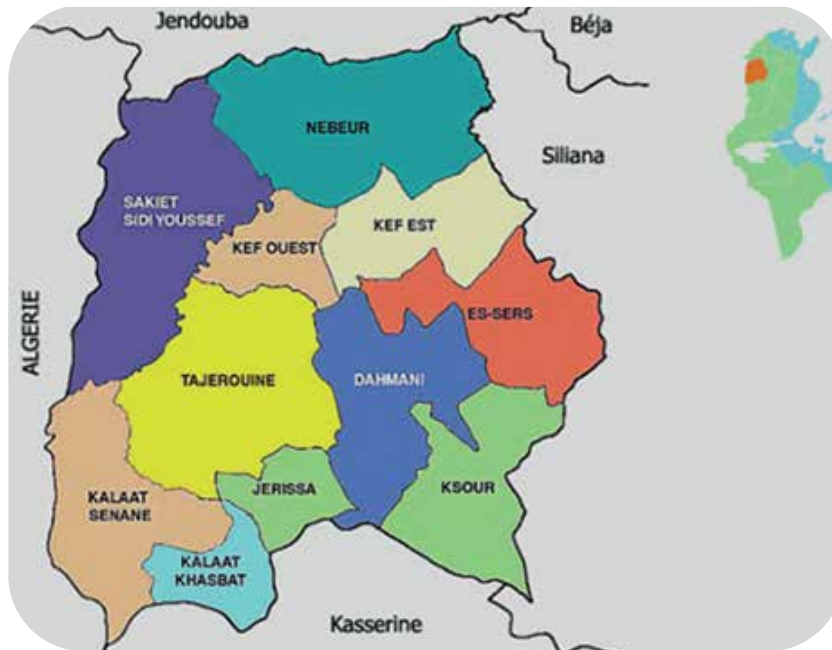 Jendouba
Béja
NEBEUR
Siliana
SAKIET
SIDI YOUSSEF
KEF OUEST
KEF EST
ALGERIE
ES-SERS
TAJEROUINE
DAHMANI
KALAAT
SENANE
JERISSA
KSOUR
KALAAT
KHASBAT
Kasserine